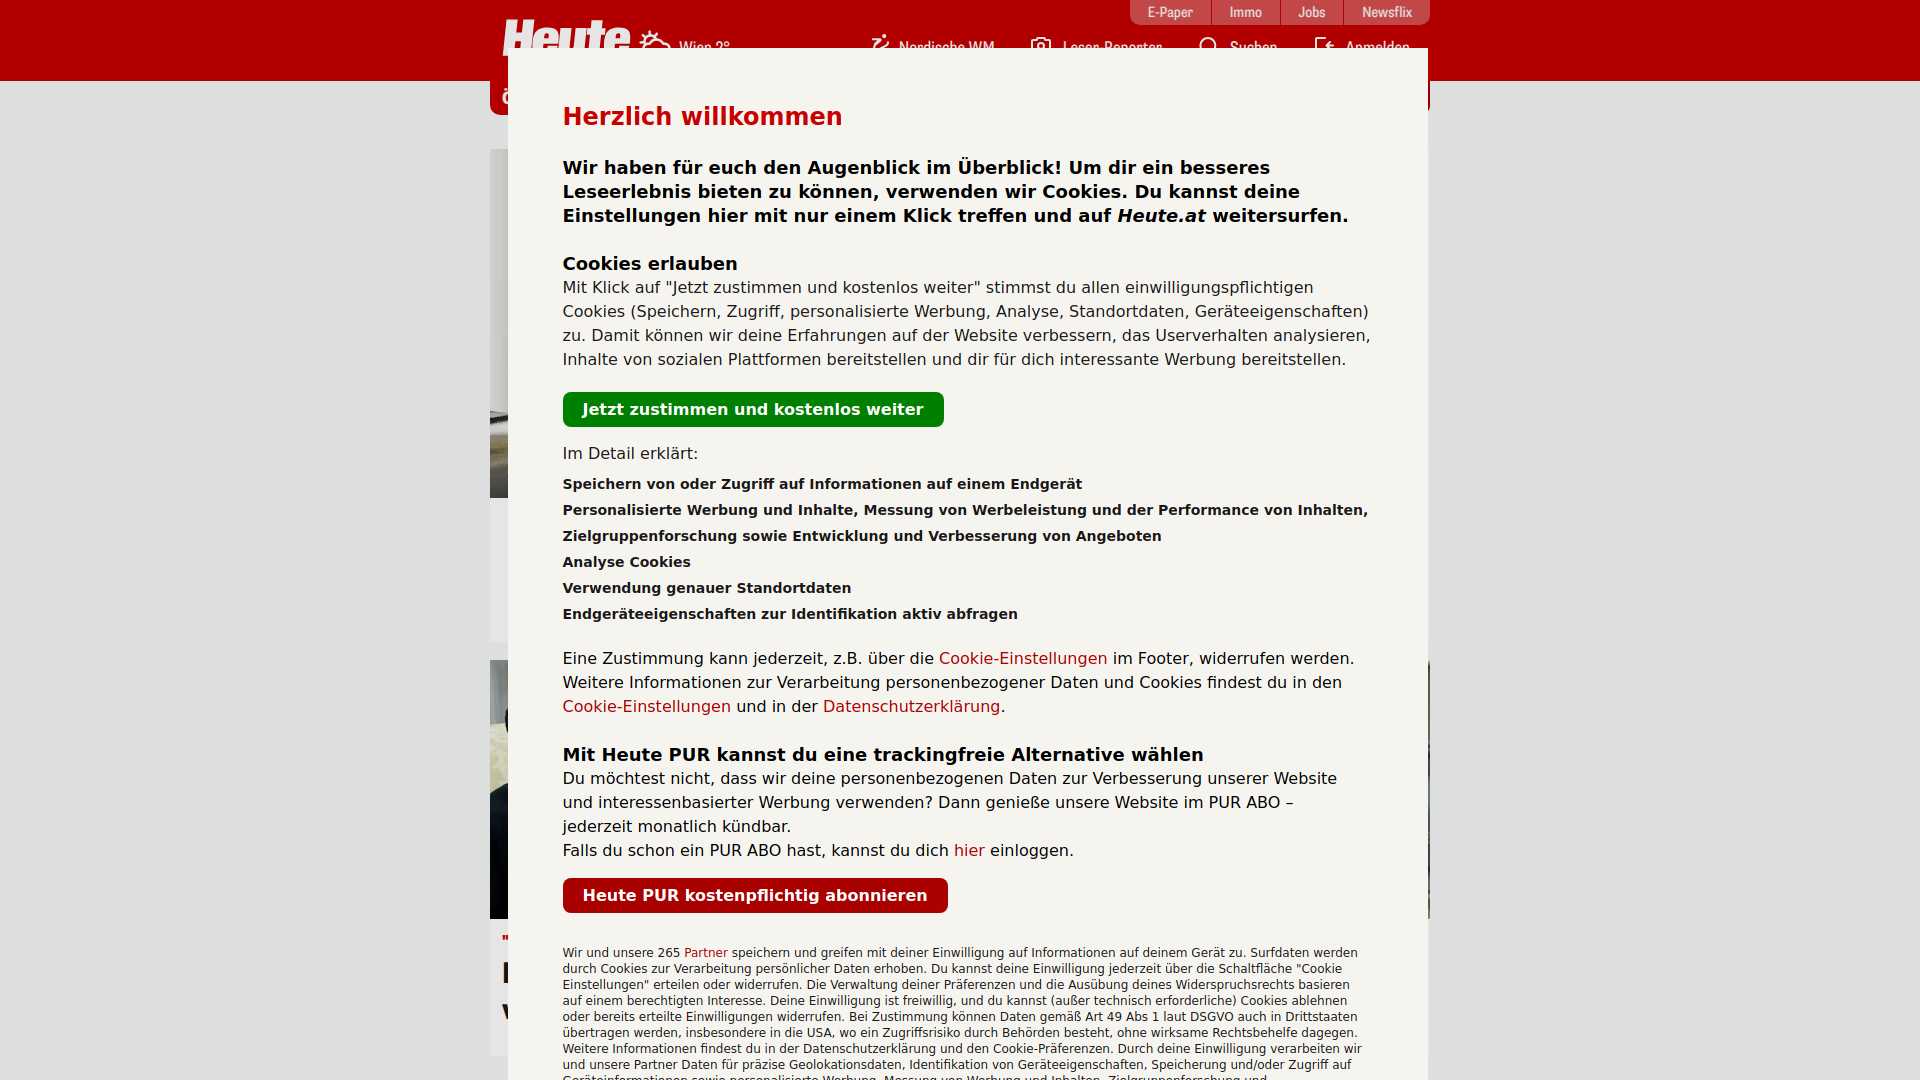 E-Paper Immo Jobs Newsflix
Heute Wien 2° Nordische WM Leser-Reporter Suchen Anmelden
Herzlich willkommen
Wir haben für euch den Augenblick im Überblick! Um dir ein besseres
Leseerlebnis bieten zu können, verwenden wir Cookies. Du kannst deine
Einstellungen hier mit nur einem Klick treffen und auf Heute.at weitersurfen.
Cookies erlauben
Mit Klick auf "Jetzt zustimmen und kostenlos weiter" stimmst du allen einwilligungspflichtigen
Cookies (Speichern, Zugriff, personalisierte Werbung, Analyse, Standortdaten, Geräteeigenschaften)
zu. Damit können wir deine Erfahrungen auf der Website verbessern, das Userverhalten analysieren,
Inhalte von sozialen Plattformen bereitstellen und dir für dich interessante Werbung bereitstellen.
Jetzt zustimmen und kostenlos weiter
Im Detail erklärt:
Speichern von oder Zugriff auf Informationen auf einem Endgerät
Personalisierte Werbung und Inhalte, Messung von Werbeleistung und der Performance von Inhalten,
Zielgruppenforschung sowie Entwicklung und Verbesserung von Angeboten
Analyse Cookies
Verwendung genauer Standortdaten
Endgeräteeigenschaften zur Identifikation aktiv abfragen
Eine Zustimmung kann jederzeit, z.B. über die Cookie-Einstellungen im Footer, widerrufen werden.
Weitere Informationen zur Verarbeitung personenbezogener Daten und Cookies findest du in den
Cookie-Einstellungen und in der Datenschutzerklärung.
Mit Heute PUR kannst du eine trackingfreie Alternative wählen
Du möchtest nicht, dass wir deine personenbezogenen Daten zur Verbesserung unserer Website
und interessenbasierter Werbung verwenden? Dann genieße unsere Website im PUR ABO –
jederzeit monatlich kündbar.
Falls du schon ein PUR ABO hast, kannst du dich hier einloggen.
Heute PUR kostenpflichtig abonnieren
Wir und unsere 265 Partner speichern und greifen mit deiner Einwilligung auf Informationen auf deinem Gerät zu. Surfdaten werden
durch Cookies zur Verarbeitung persönlicher Daten erhoben. Du kannst deine Einwilligung jederzeit über die Schaltfläche "Cookie
Einstellungen" erteilen oder widerrufen. Die Verwaltung deiner Präferenzen und die Ausübung deines Widerspruchsrechts basieren
auf einem berechtigten Interesse. Deine Einwilligung ist freiwillig, und du kannst (außer technisch erforderliche) Cookies ablehnen
oder bereits erteilte Einwilligungen widerrufen. Bei Zustimmung können Daten gemäß Art 49 Abs 1 laut DSGVO auch in Drittstaaten
übertragen werden, insbesondere in die USA, wo ein Zugriffsrisiko durch Behörden besteht, ohne wirksame Rechtsbehelfe dagegen.
Weitere Informationen findest du in der Datenschutzerklärung und den Cookie-Präferenzen. Durch deine Einwilligung verarbeiten wir
und unsere Partner Daten für präzise Geolokationsdaten, Identifikation von Geräteeigenschaften, Speicherung und/oder Zugriff auf
Geräteinformationen sowie personalisierte Werbung, Messung von Werbung und Inhalten, Zielgruppenforschung und